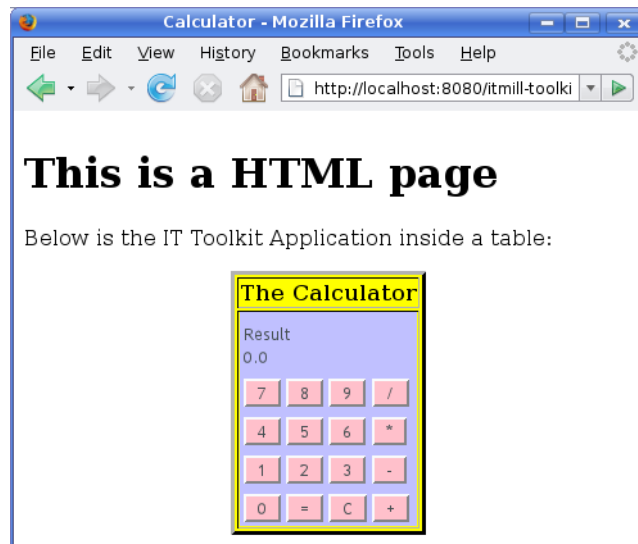 Calculator - Mozilla Firefox
File Edit View History Bookmarks Tools Help
http://localhost:8080/itmill-toolki
This is a HTML page
Below is the IT Toolkit Application inside a table:
The Calculator
Result
0.0
7 8 9 /
4 5 6 *
1 2 3 -
0 = C +